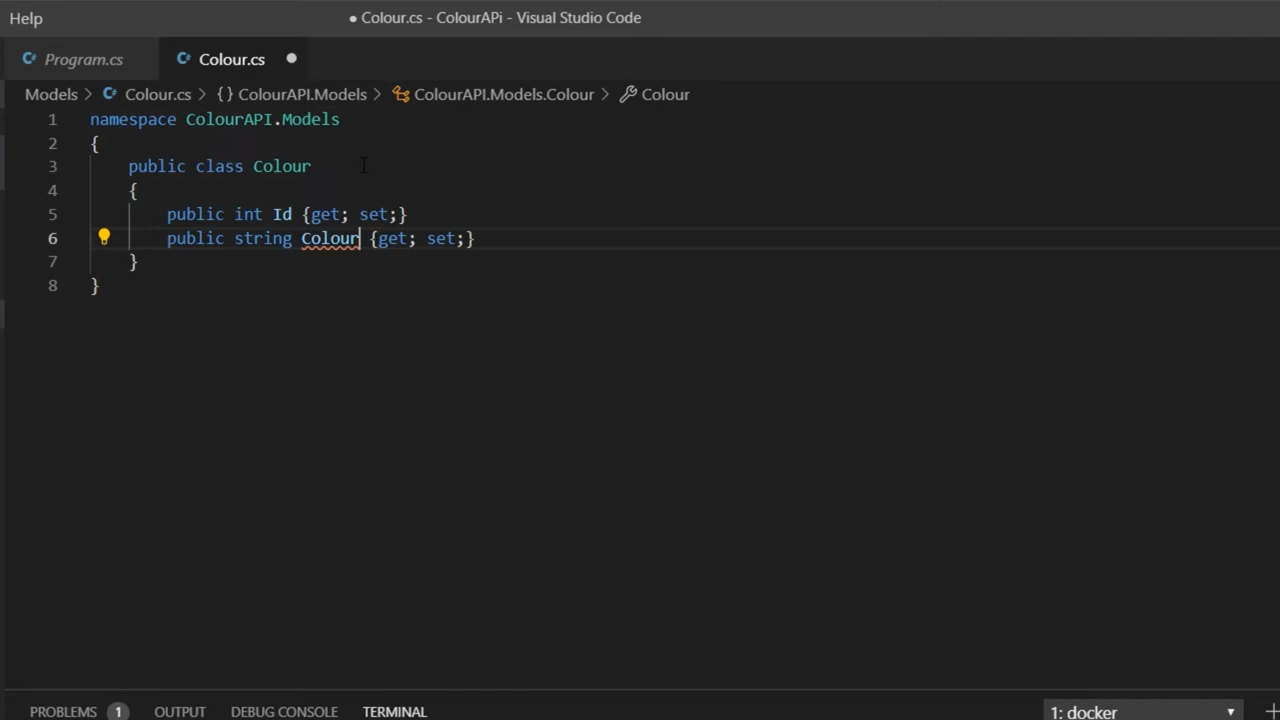 Help
● Colour.cs - ColourAPi - Visual Studio Code
Program.cs
Colour.cs
Models > Colour.cs > {} ColourAPI.Models > ColourAPI.Models.Colour > Colour
1 namespace ColourAPI.Models
2 {
3 public class Colour
4 {
5 public int Id {get; set;}
6 public string Colour {get; set;}
7 }
8 }
PROBLEMS 1 OUTPUT DEBUG CONSOLE TERMINAL 1: docker